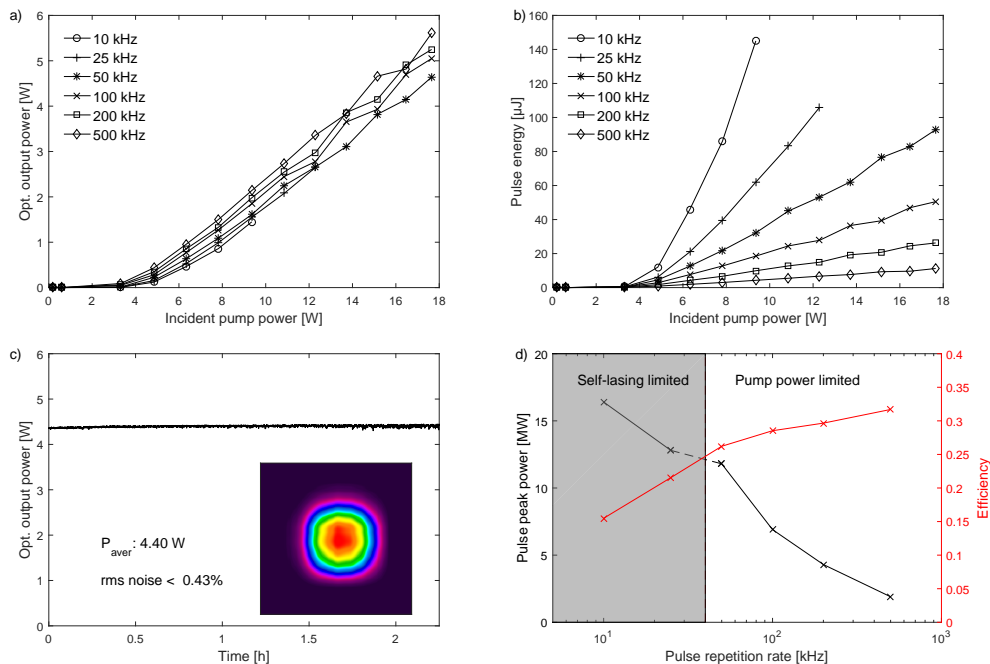 a)
Opt. output power [W]
6
5
4
3
2
1
0
10 kHz
25 kHz
50 kHz
100 kHz
200 kHz
500 kHz
0 2 4 6 8 10 12 14 16 18
Incident pump power [W]
b)
Pulse energy [µJ]
160
140
120
100
80
60
40
20
0
10 kHz
25 kHz
50 kHz
100 kHz
200 kHz
500 kHz
0 2 4 6 8 10 12 14 16 18
Incident pump power [W]
c)
Opt. output power [W]
6
5
4
3
2
1
0
P_aver: 4.40 W
rms noise < 0.43%
0 0.5 1 1.5 2
Time [h]
d)
Pulse peak power [MW]
20
15
10
5
0
Self-lasing limited
Pump power limited
0.4
0.35
0.3
0.25
0.2
0.15
0.1
0.05
0
Efficiency
10^1 10^2 10^3
Pulse repetition rate [kHz]